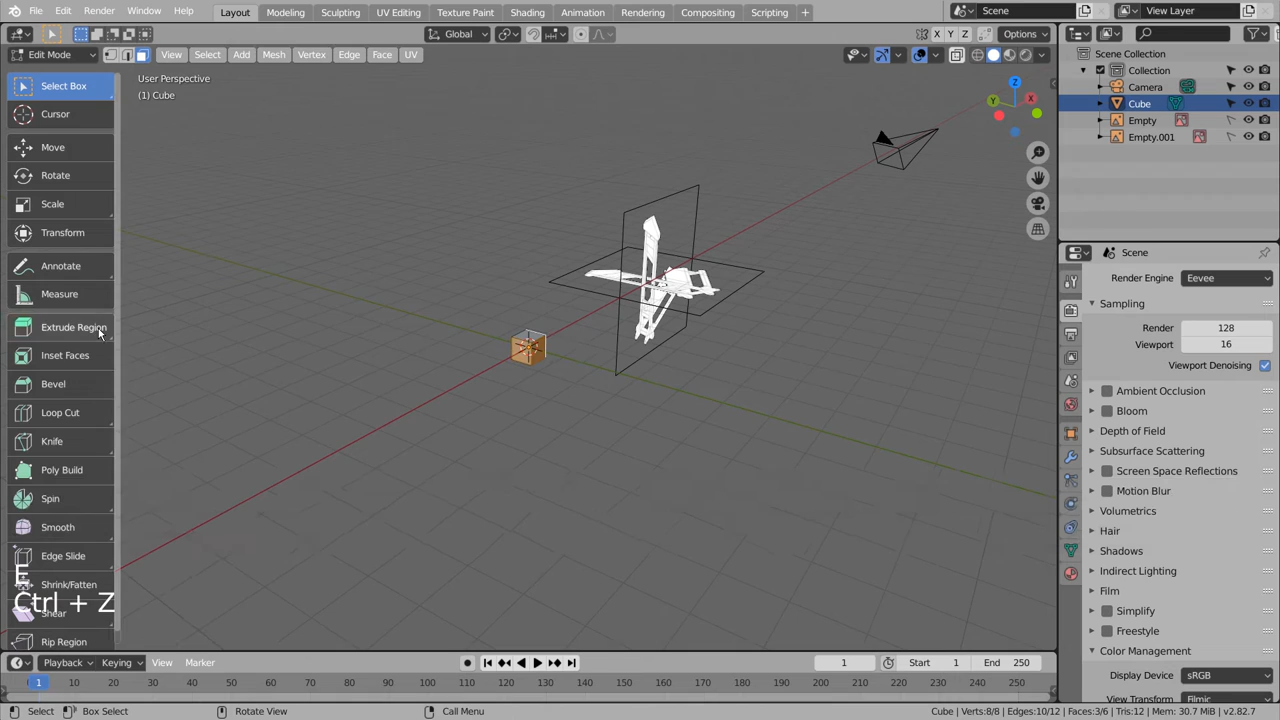 File Edit Render Window Help Layout Modeling Sculpting UV Editing Texture Paint Shading Animation Rendering Compositing Scripting + Scene View Layer
Global X Y Z Options
Edit Mode View Select Add Mesh Vertex Edge Face UV
User Perspective
(1) Cube
Select Box
Cursor
Move
Rotate
Scale
Transform
Annotate
Measure
Extrude Region
Inset Faces
Bevel
Loop Cut
Knife
Poly Build
Spin
Smooth
Edge Slide
Shrink/Fatten
Shear
Rip Region
E
Ctrl + Z
Z
Y
X
Scene Collection
Collection
Camera
Cube
Empty
Empty.001
Scene
Render Engine Eevee
Sampling
Render 128
Viewport 16
Viewport Denoising
Ambient Occlusion
Bloom
Depth of Field
Subsurface Scattering
Screen Space Reflections
Motion Blur
Volumetrics
Hair
Shadows
Indirect Lighting
Film
Simplify
Freestyle
Color Management
Display Device sRGB
View Transform Filmic
Playback Keying View Marker 1 Start 1 End 250
1 10 20 30 40 50 60 70 80 90 100 110 120 130 140 150 160 170 180 190 200 210 220 230 240 250
Select Box Select Rotate View Call Menu Cube | Verts:8/8 | Edges:10/12 | Faces:3/6 | Tris:12 | Mem: 30.7 MiB | v2.82.7